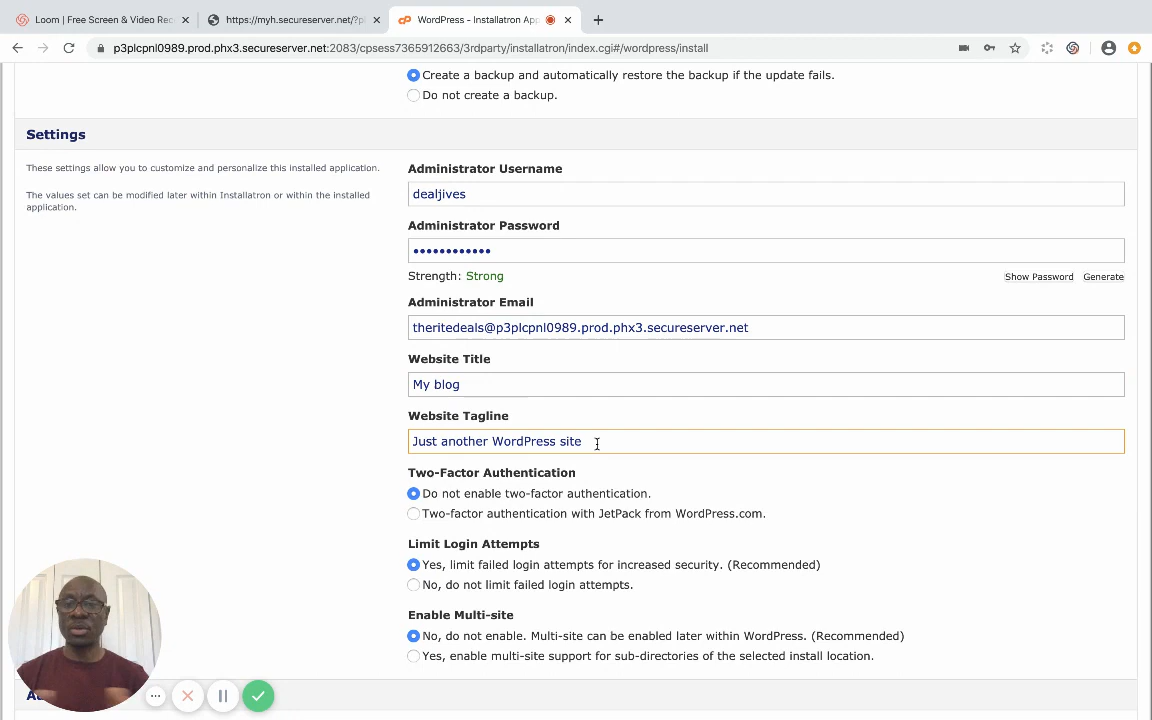 Loom | Free Screen & Video Rec
https://myh.secureserver.net/?pl
WordPress - Installatron App
p3plcpnl0989.prod.phx3.secureserver.net:2083/cpsess7365912663/3rdparty/installatron/index.cgi#/wordpress/install
Create a backup and automatically restore the backup if the update fails.
Do not create a backup.
Settings
These settings allow you to customize and personalize this installed application.
The values set can be modified later within Installatron or within the installed
application.
Administrator Username
dealjives
Administrator Password
••••••••••••
Strength: Strong
Show Password
Generate
Administrator Email
theritedeals@p3plcpnl0989.prod.phx3.secureserver.net
Website Title
My blog
Website Tagline
Just another WordPress site
Two-Factor Authentication
Do not enable two-factor authentication.
Two-factor authentication with JetPack from WordPress.com.
Limit Login Attempts
Yes, limit failed login attempts for increased security. (Recommended)
No, do not limit failed login attempts.
Enable Multi-site
No, do not enable. Multi-site can be enabled later within WordPress. (Recommended)
Yes, enable multi-site support for sub-directories of the selected install location.